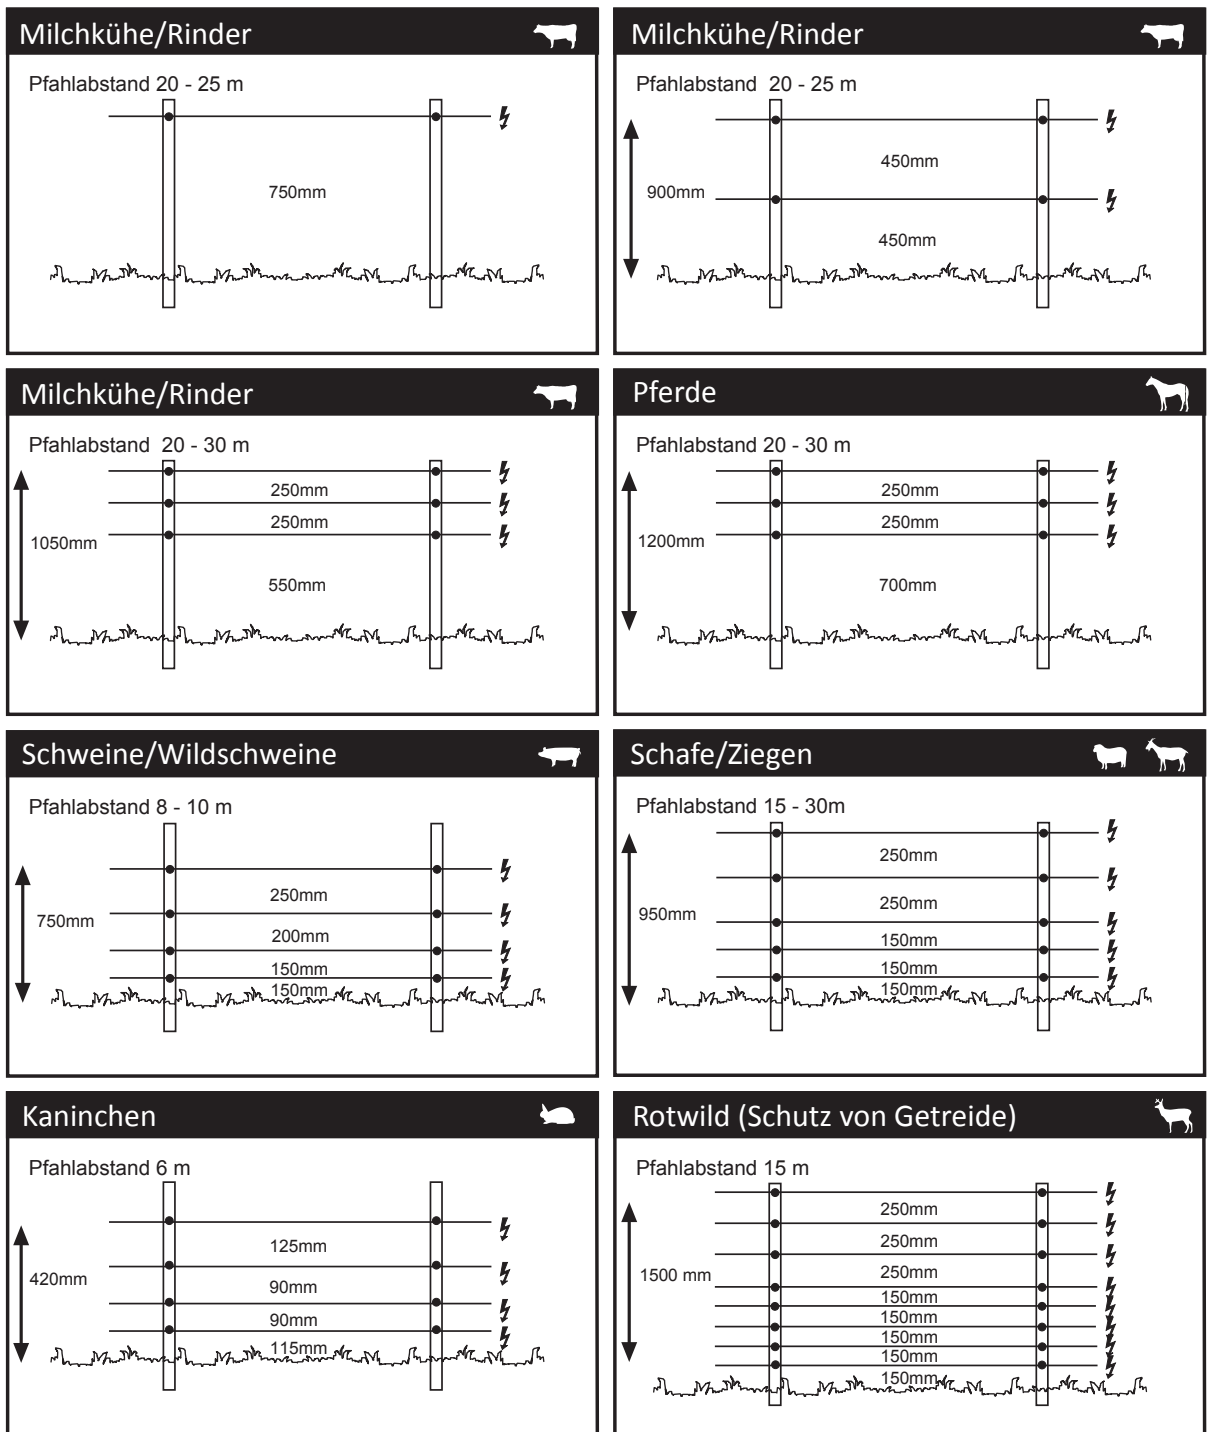 Milchkühe/Rinder
Pfahlabstand 20 - 25 m
750mm
Milchkühe/Rinder
Pfahlabstand 20 - 25 m
450mm
900mm
450mm
Milchkühe/Rinder
Pfahlabstand 20 - 30 m
250mm
250mm
1050mm
550mm
Pferde
Pfahlabstand 20 - 30 m
250mm
250mm
1200mm
700mm
Schweine/Wildschweine
Pfahlabstand 8 - 10 m
250mm
750mm
200mm
150mm
150mm
Schafe/Ziegen
Pfahlabstand 15 - 30m
250mm
250mm
950mm
150mm
150mm
150mm
Kaninchen
Pfahlabstand 6 m
125mm
420mm
90mm
90mm
115mm
Rotwild (Schutz von Getreide)
Pfahlabstand 15 m
250mm
250mm
250mm
1500 mm
150mm
150mm
150mm
150mm
150mm